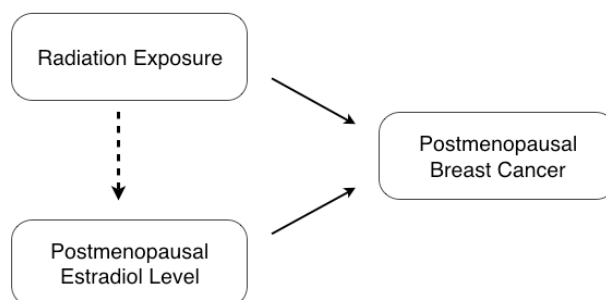 Radiation Exposure
Postmenopausal
Breast Cancer
Postmenopausal
Estradiol Level